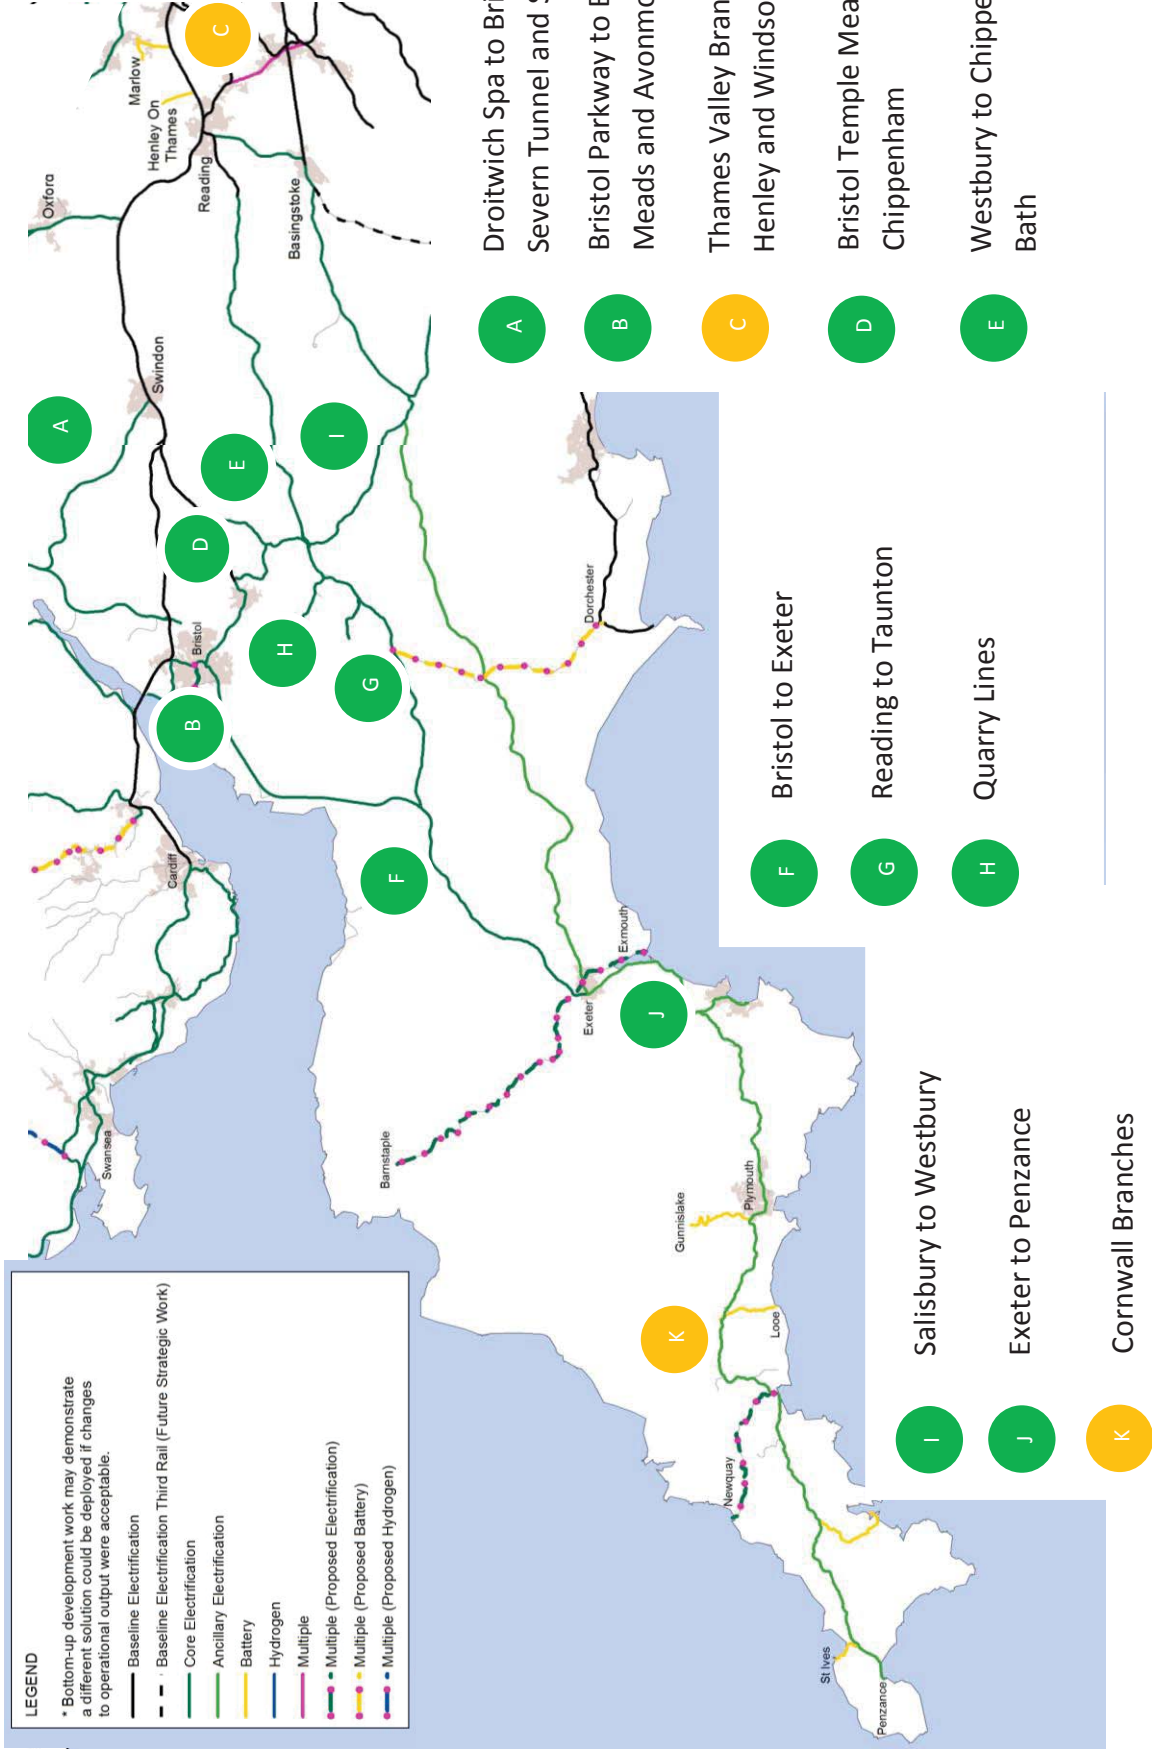 LEGEND
* Bottom-up development work may demonstrate
a different solution could be deployed if changes
to operational output were acceptable.
Baseline Electrification
Baseline Electrification Third Rail (Future Strategic Work)
Core Electrification
Ancillary Electrification
Battery
Hydrogen
Multiple
Multiple (Proposed Electrification)
Multiple (Proposed Battery)
Multiple (Proposed Hydrogen)
Swansea
Cardiff
Bristol
Swindon
Oxford
Reading
Henley On
Thames
Marlow
Basingstoke
Dorchester
Exmouth
Exeter
Barnstaple
Gunnislake
Plymouth
Looe
Newquay
St Ives
Penzance
A
B
C
D
E
F
G
H
I
J
K
A
Droitwich Spa to Bri
Severn Tunnel and S
B
Bristol Parkway to B
Meads and Avonmo
C
Thames Valley Bran
Henley and Windso
D
Bristol Temple Mea
Chippenham
E
Westbury to Chippe
Bath
F
Bristol to Exeter
G
Reading to Taunton
H
Quarry Lines
I
Salisbury to Westbury
J
Exeter to Penzance
K
Cornwall Branches